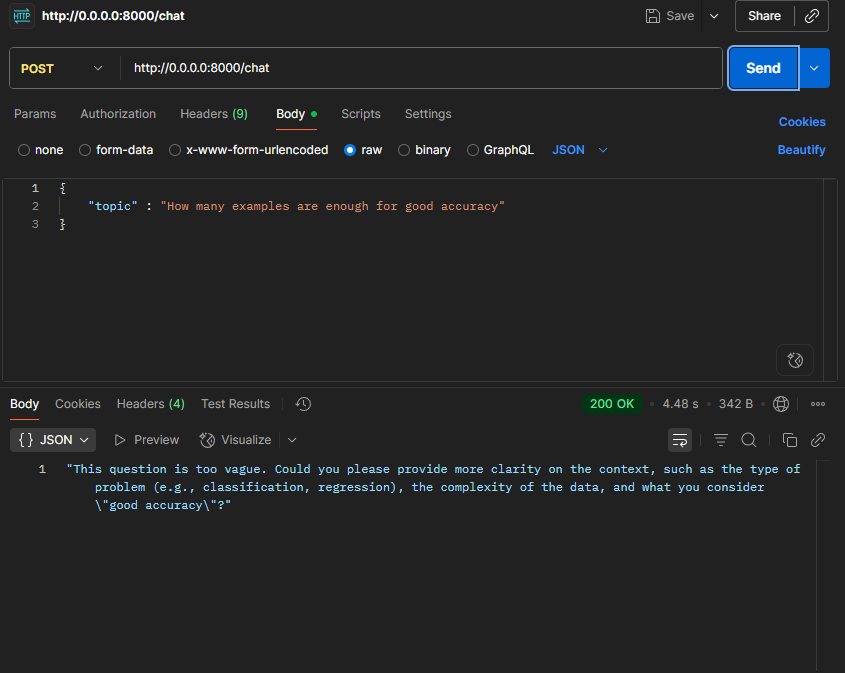 HTTP http://0.0.0.0:8000/chat Save Share
POST http://0.0.0.0:8000/chat Send
Params Authorization Headers (9) Body Scripts Settings Cookies
none form-data x-www-form-urlencoded raw binary GraphQL JSON Beautify
1 {
2 "topic" : "How many examples are enough for good accuracy"
3 }
Body Cookies Headers (4) Test Results 200 OK • 4.48 s • 342 B
{} JSON Preview Visualize
1 "This question is too vague. Could you please provide more clarity on the context, such as the type of
problem (e.g., classification, regression), the complexity of the data, and what you consider
\"good accuracy\"?"